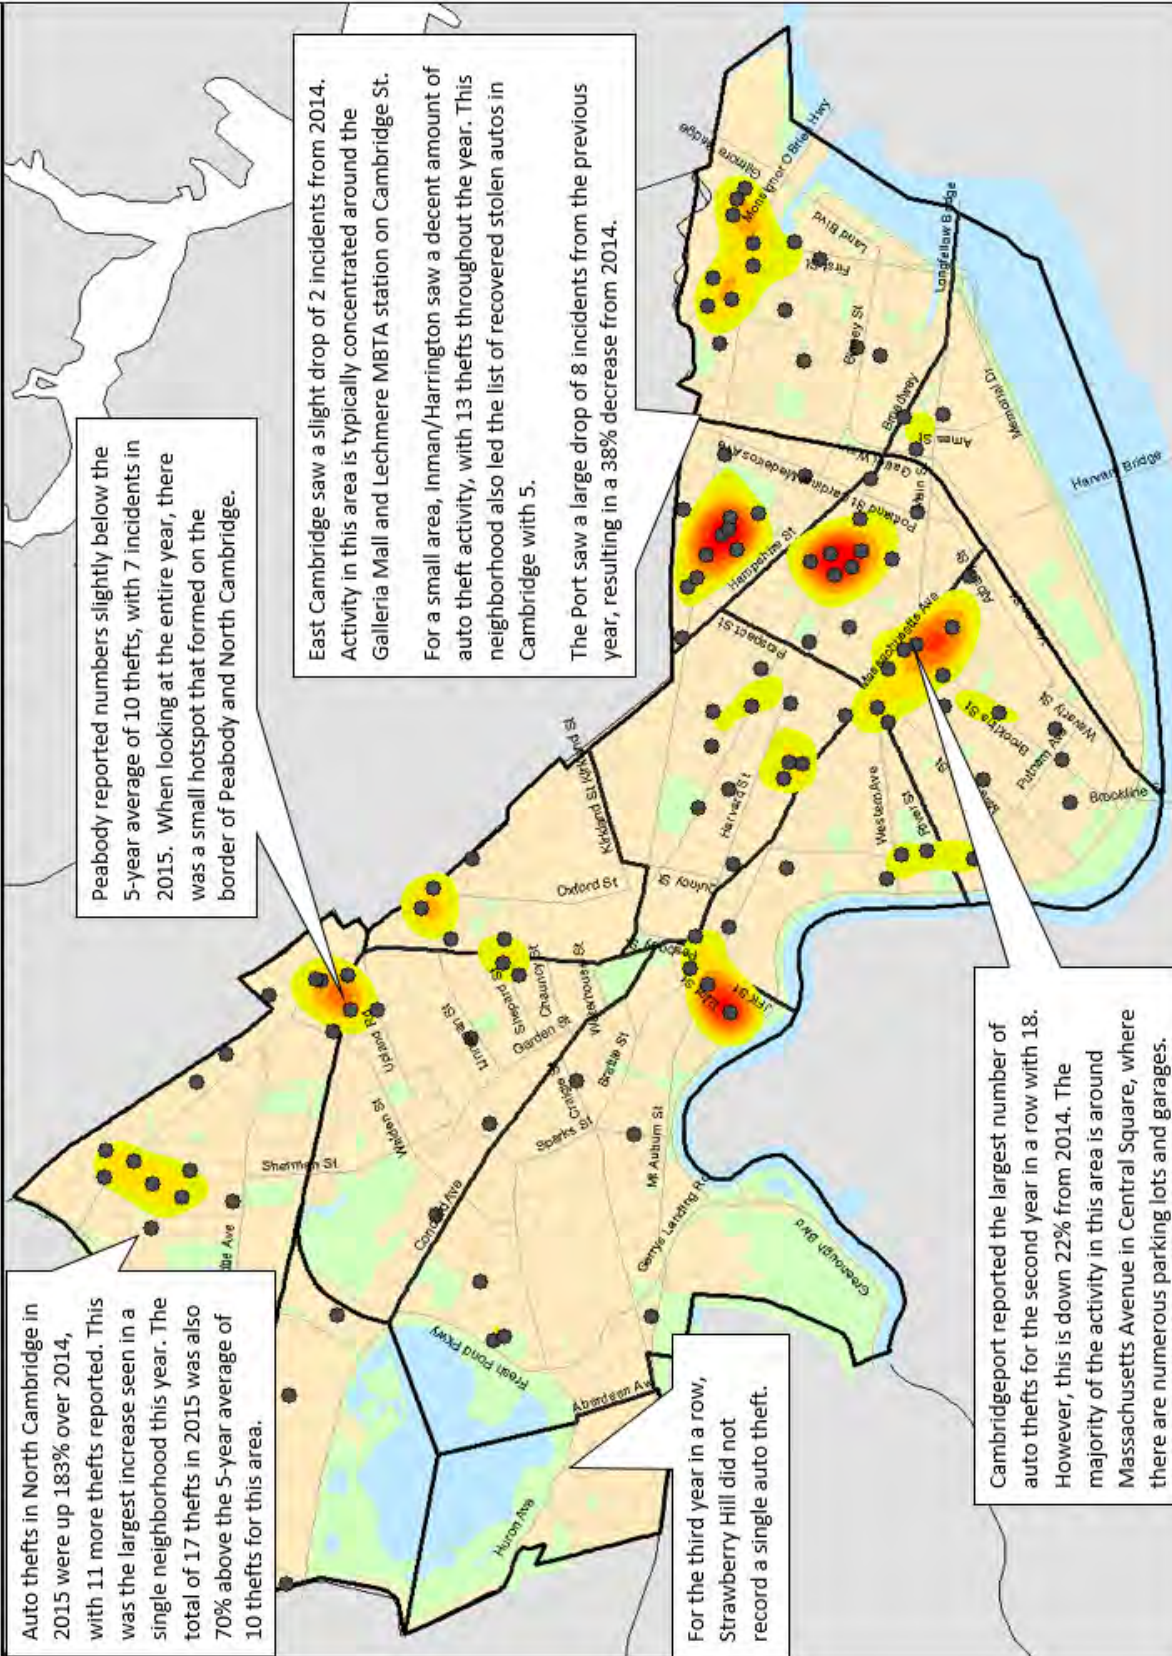 Auto thefts in North Cambridge in
2015 were up 183% over 2014,
with 11 more thefts reported. This
was the largest increase seen in a
single neighborhood this year. The
total of 17 thefts in 2015 was also
70% above the 5-year average of
10 thefts for this area.
Peabody reported numbers slightly below the
5-year average of 10 thefts, with 7 incidents in
2015. When looking at the entire year, there
was a small hotspot that formed on the
border of Peabody and North Cambridge.
East Cambridge saw a slight drop of 2 incidents from 2014.
Activity in this area is typically concentrated around the
Galleria Mall and Lechmere MBTA station on Cambridge St.
For a small area, Inman/Harrington saw a decent amount of
auto theft activity, with 13 thefts throughout the year. This
neighborhood also led the list of recovered stolen autos in
Cambridge with 5.
The Port saw a large drop of 8 incidents from the previous
year, resulting in a 38% decrease from 2014.
For the third year in a row,
Strawberry Hill did not
record a single auto theft.
Cambridgeport reported the largest number of
auto thefts for the second year in a row with 18.
However, this is down 22% from 2014. The
majority of the activity in this area is around
Massachusetts Avenue in Central Square, where
there are numerous parking lots and garages.
Sherman St
Walden St
Upland Rd
Concord Ave
Fresh Pond Pkwy
Aberdeen Av
Huron Ave
Garden St
Shepard St
Chauncy St
Waterhouse St
Craigie St
Sparks St
Brattle St
Mt Auburn St
Gerrys Landing Rd
Greenough Blvd
Oxford St
Kirkland St
Kirkland St
Quincy St
Peabody St
JFK St
Harvard St
Prospect St
Hampshire St
Massachusetts Ave
Western Ave
River St
Putnam Ave
Brookline St
Brookline
Waverly St
Portland St
Main St
Ames St
Broadway
Binney St
First St
Land Blvd
Monsignor O'Brien Hwy
Gilmore Bridge
Longfellow Bridge
Memorial Dr
Harvard Bridge